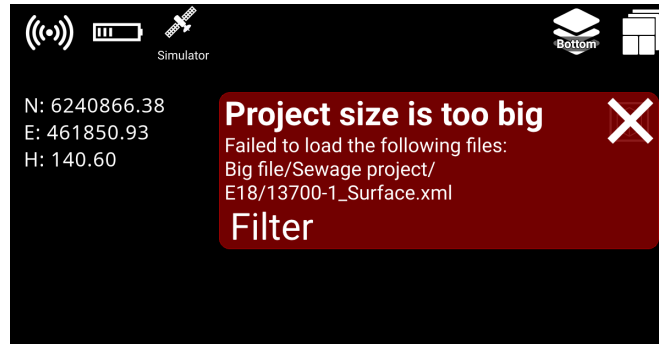 Simulator
Bottom
N: 6240866.38
E: 461850.93
H: 140.60
Project size is too big
Failed to load the following files:
Big file/Sewage project/
E18/13700-1_Surface.xml
Filter